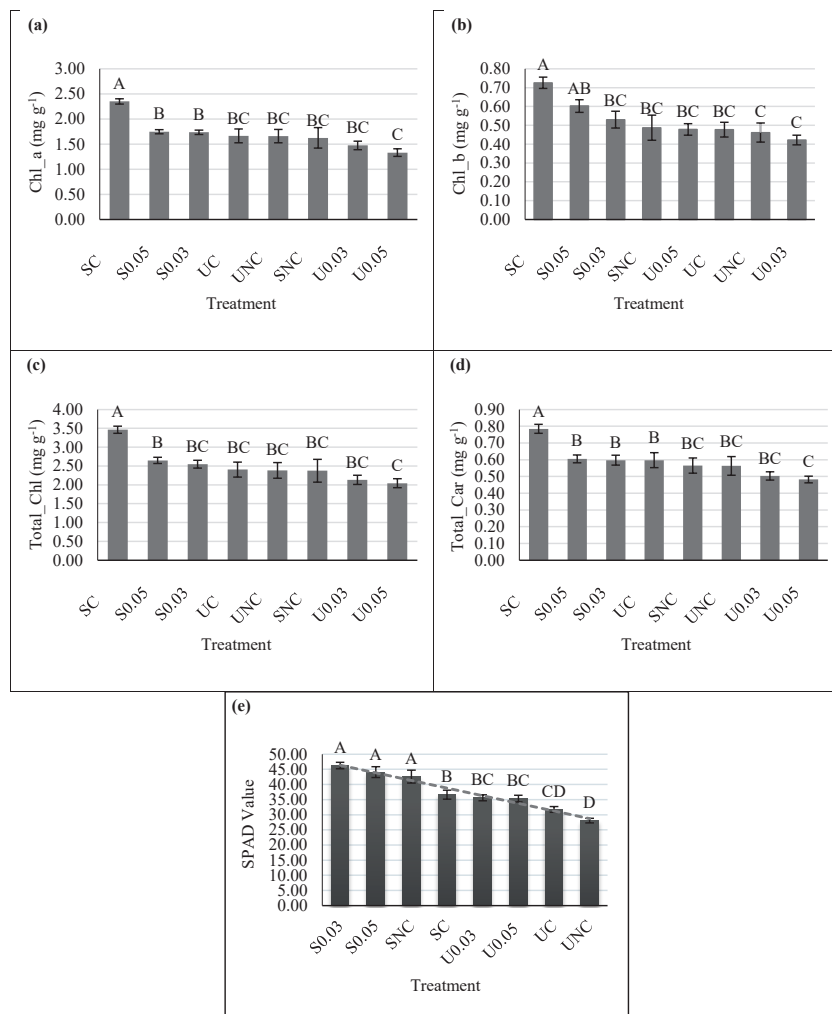 (a)
Chl_a (mg g-1)
3.00
2.50
2.00
1.50
1.00
0.50
0.00
A
B
B
BC
BC
BC
BC
C
SC
S0.05
S0.03
UC
UNC
SNC
U0.03
U0.05
Treatment
(b)
Chl_b (mg g-1)
0.80
0.70
0.60
0.50
0.40
0.30
0.20
0.10
0.00
A
AB
BC
BC
BC
BC
C
C
SC
S0.05
S0.03
SNC
U0.05
UC
UNC
U0.03
Treatment
(c)
Total_Chl (mg g-1)
4.00
3.50
3.00
2.50
2.00
1.50
1.00
0.50
0.00
A
B
BC
BC
BC
BC
BC
C
SC
S0.05
S0.03
UC
UNC
SNC
U0.03
U0.05
Treatment
(d)
Total_Car (mg g-1)
0.90
0.80
0.70
0.60
0.50
0.40
0.30
0.20
0.10
0.00
A
B
B
B
BC
BC
BC
C
SC
S0.05
S0.03
UC
SNC
UNC
U0.03
U0.05
Treatment
(e)
SPAD Value
50.00
45.00
40.00
35.00
30.00
25.00
20.00
15.00
10.00
5.00
0.00
A
A
A
B
BC
BC
CD
D
S0.03
S0.05
SNC
SC
U0.03
U0.05
UC
UNC
Treatment